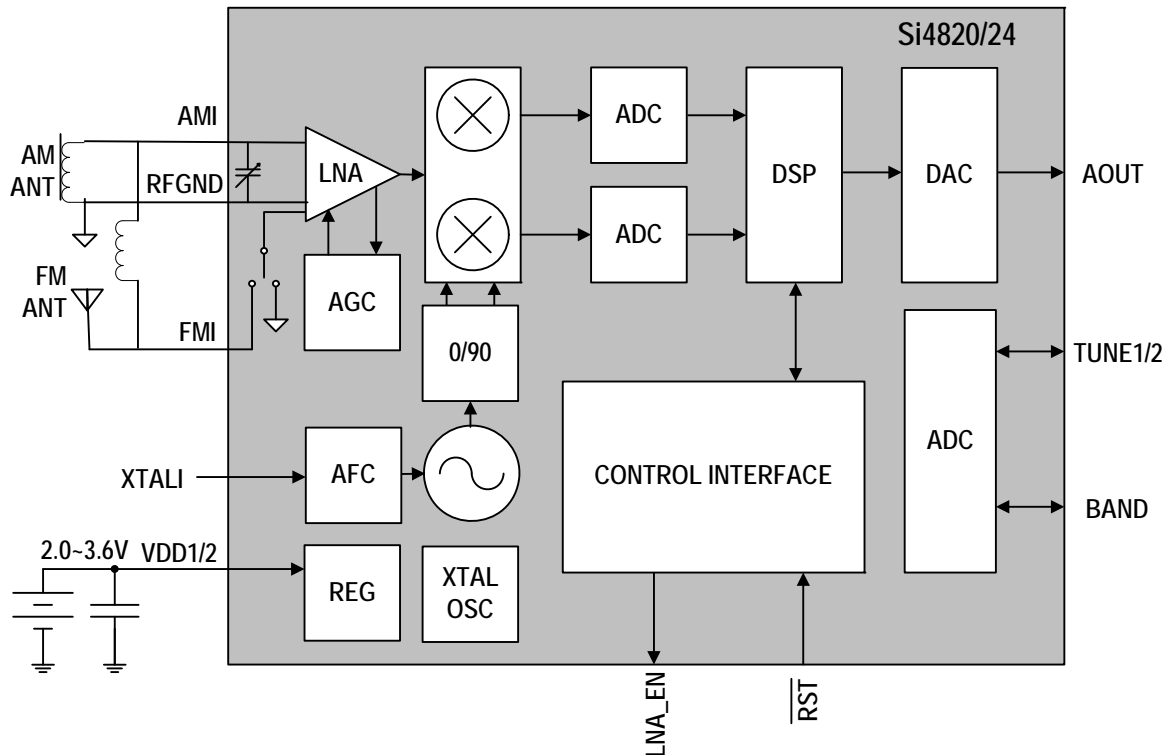 Si4820/24
AMI
AM
ANT
RFGND
LNA
ADC
ADC
DSP
DAC
AOUT
FM
ANT
FMI
AGC
0/90
TUNE1/2
ADC
XTALI
AFC
CONTROL INTERFACE
BAND
2.0~3.6V
VDD1/2
REG
XTAL
OSC
LNA_EN
RST